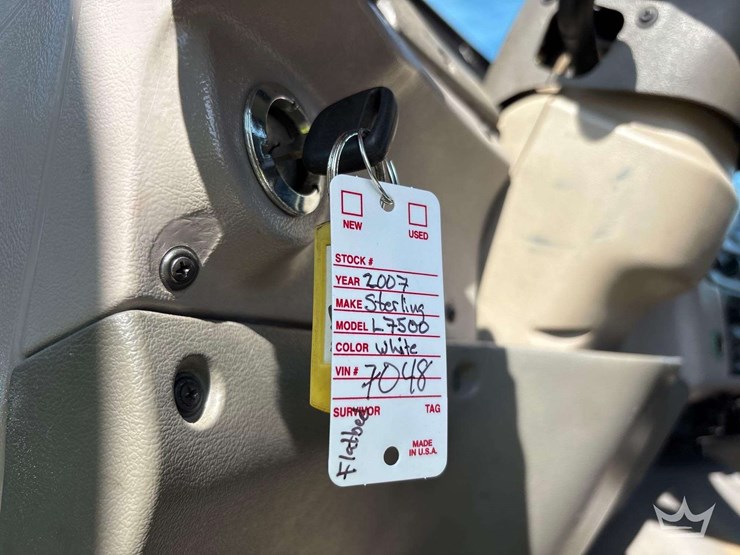 NEW USED
STOCK #
YEAR 2007
MAKE Sterling
MODEL L7500
COLOR White
VIN # 7048
SURVIVOR TAG
Flatbed
MADE
IN U.S.A.